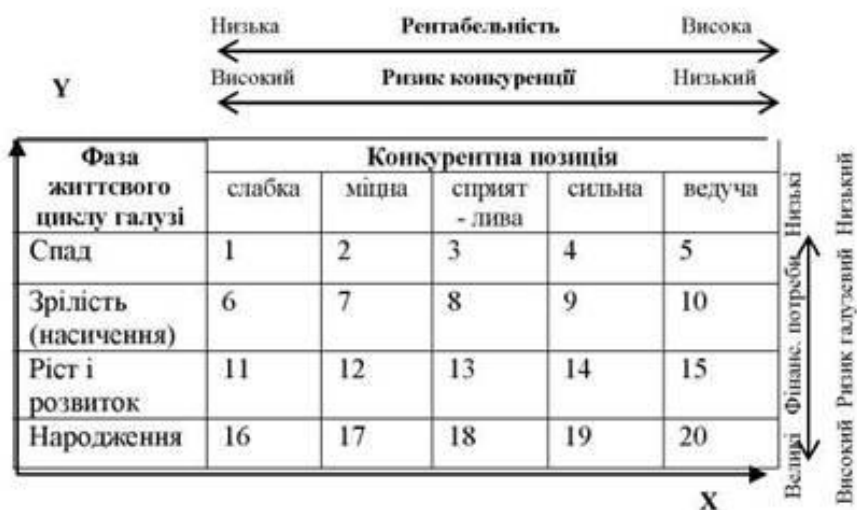 Низька Рентабельність Висока
Y Високий Ризик конкуренції Низький
Фаза життєвого циклу галузі Конкурентна позиція
слабка міцна сприят - лива сильна ведуча
Спад 1 2 3 4 5
Зрілість (насичення) 6 7 8 9 10
Ріст і розвиток 11 12 13 14 15
Народження 16 17 18 19 20
X
Великі Фінанс. потреби Низькі
Високий Ризик галузевий Низький